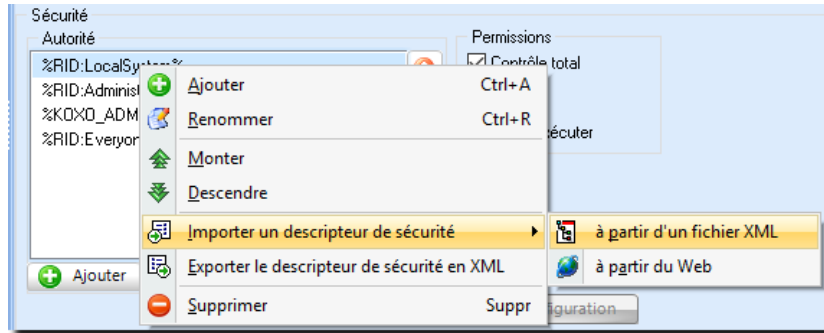 Sécurité
Autorité
Permissions
%RID:LocalSystem%
Contrôle total
%RID:Administ
%KOXO_ADM
%RID:Everyon
écuter
Ajouter Ctrl+A
Renommer Ctrl+R
Monter
Descendre
Importer un descripteur de sécurité
à partir d'un fichier XML
Exporter le descripteur de sécurité en XML
à partir du Web
Supprimer Suppr
Ajouter
figuration